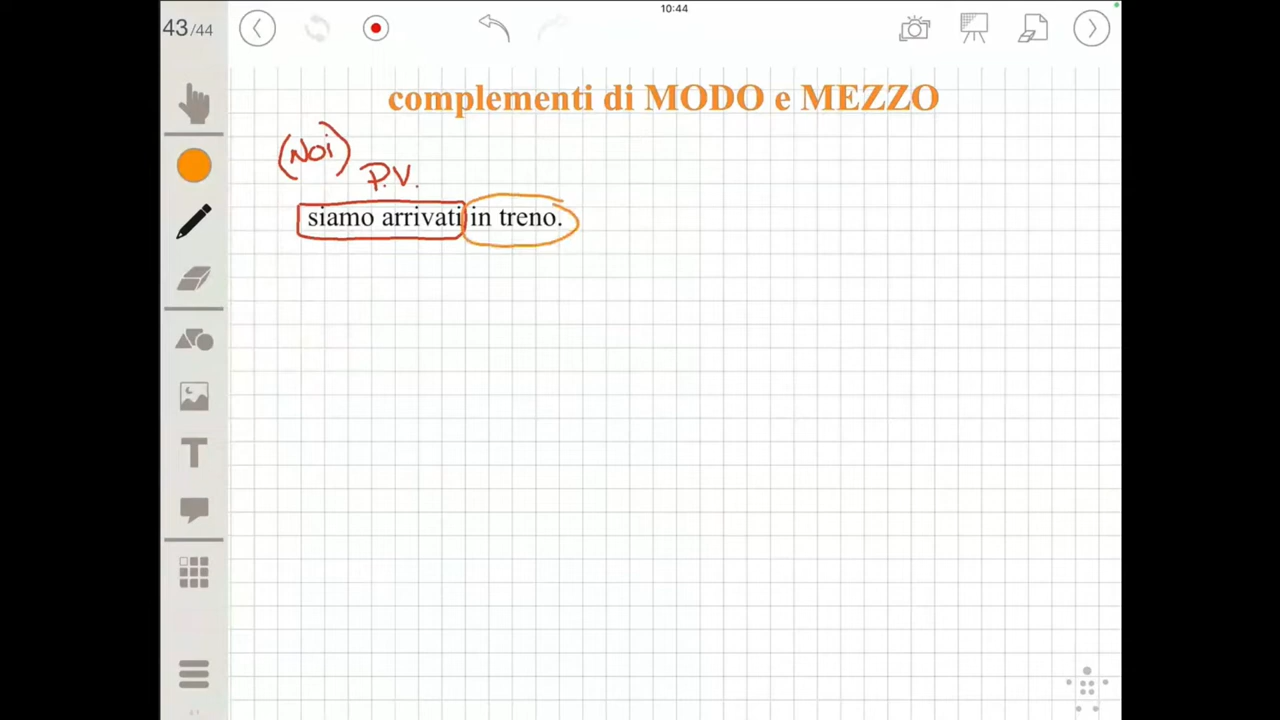 10:44
43/44
complementi di MODO e MEZZO
(Noi)
P.V.
siamo arrivati in treno.
T